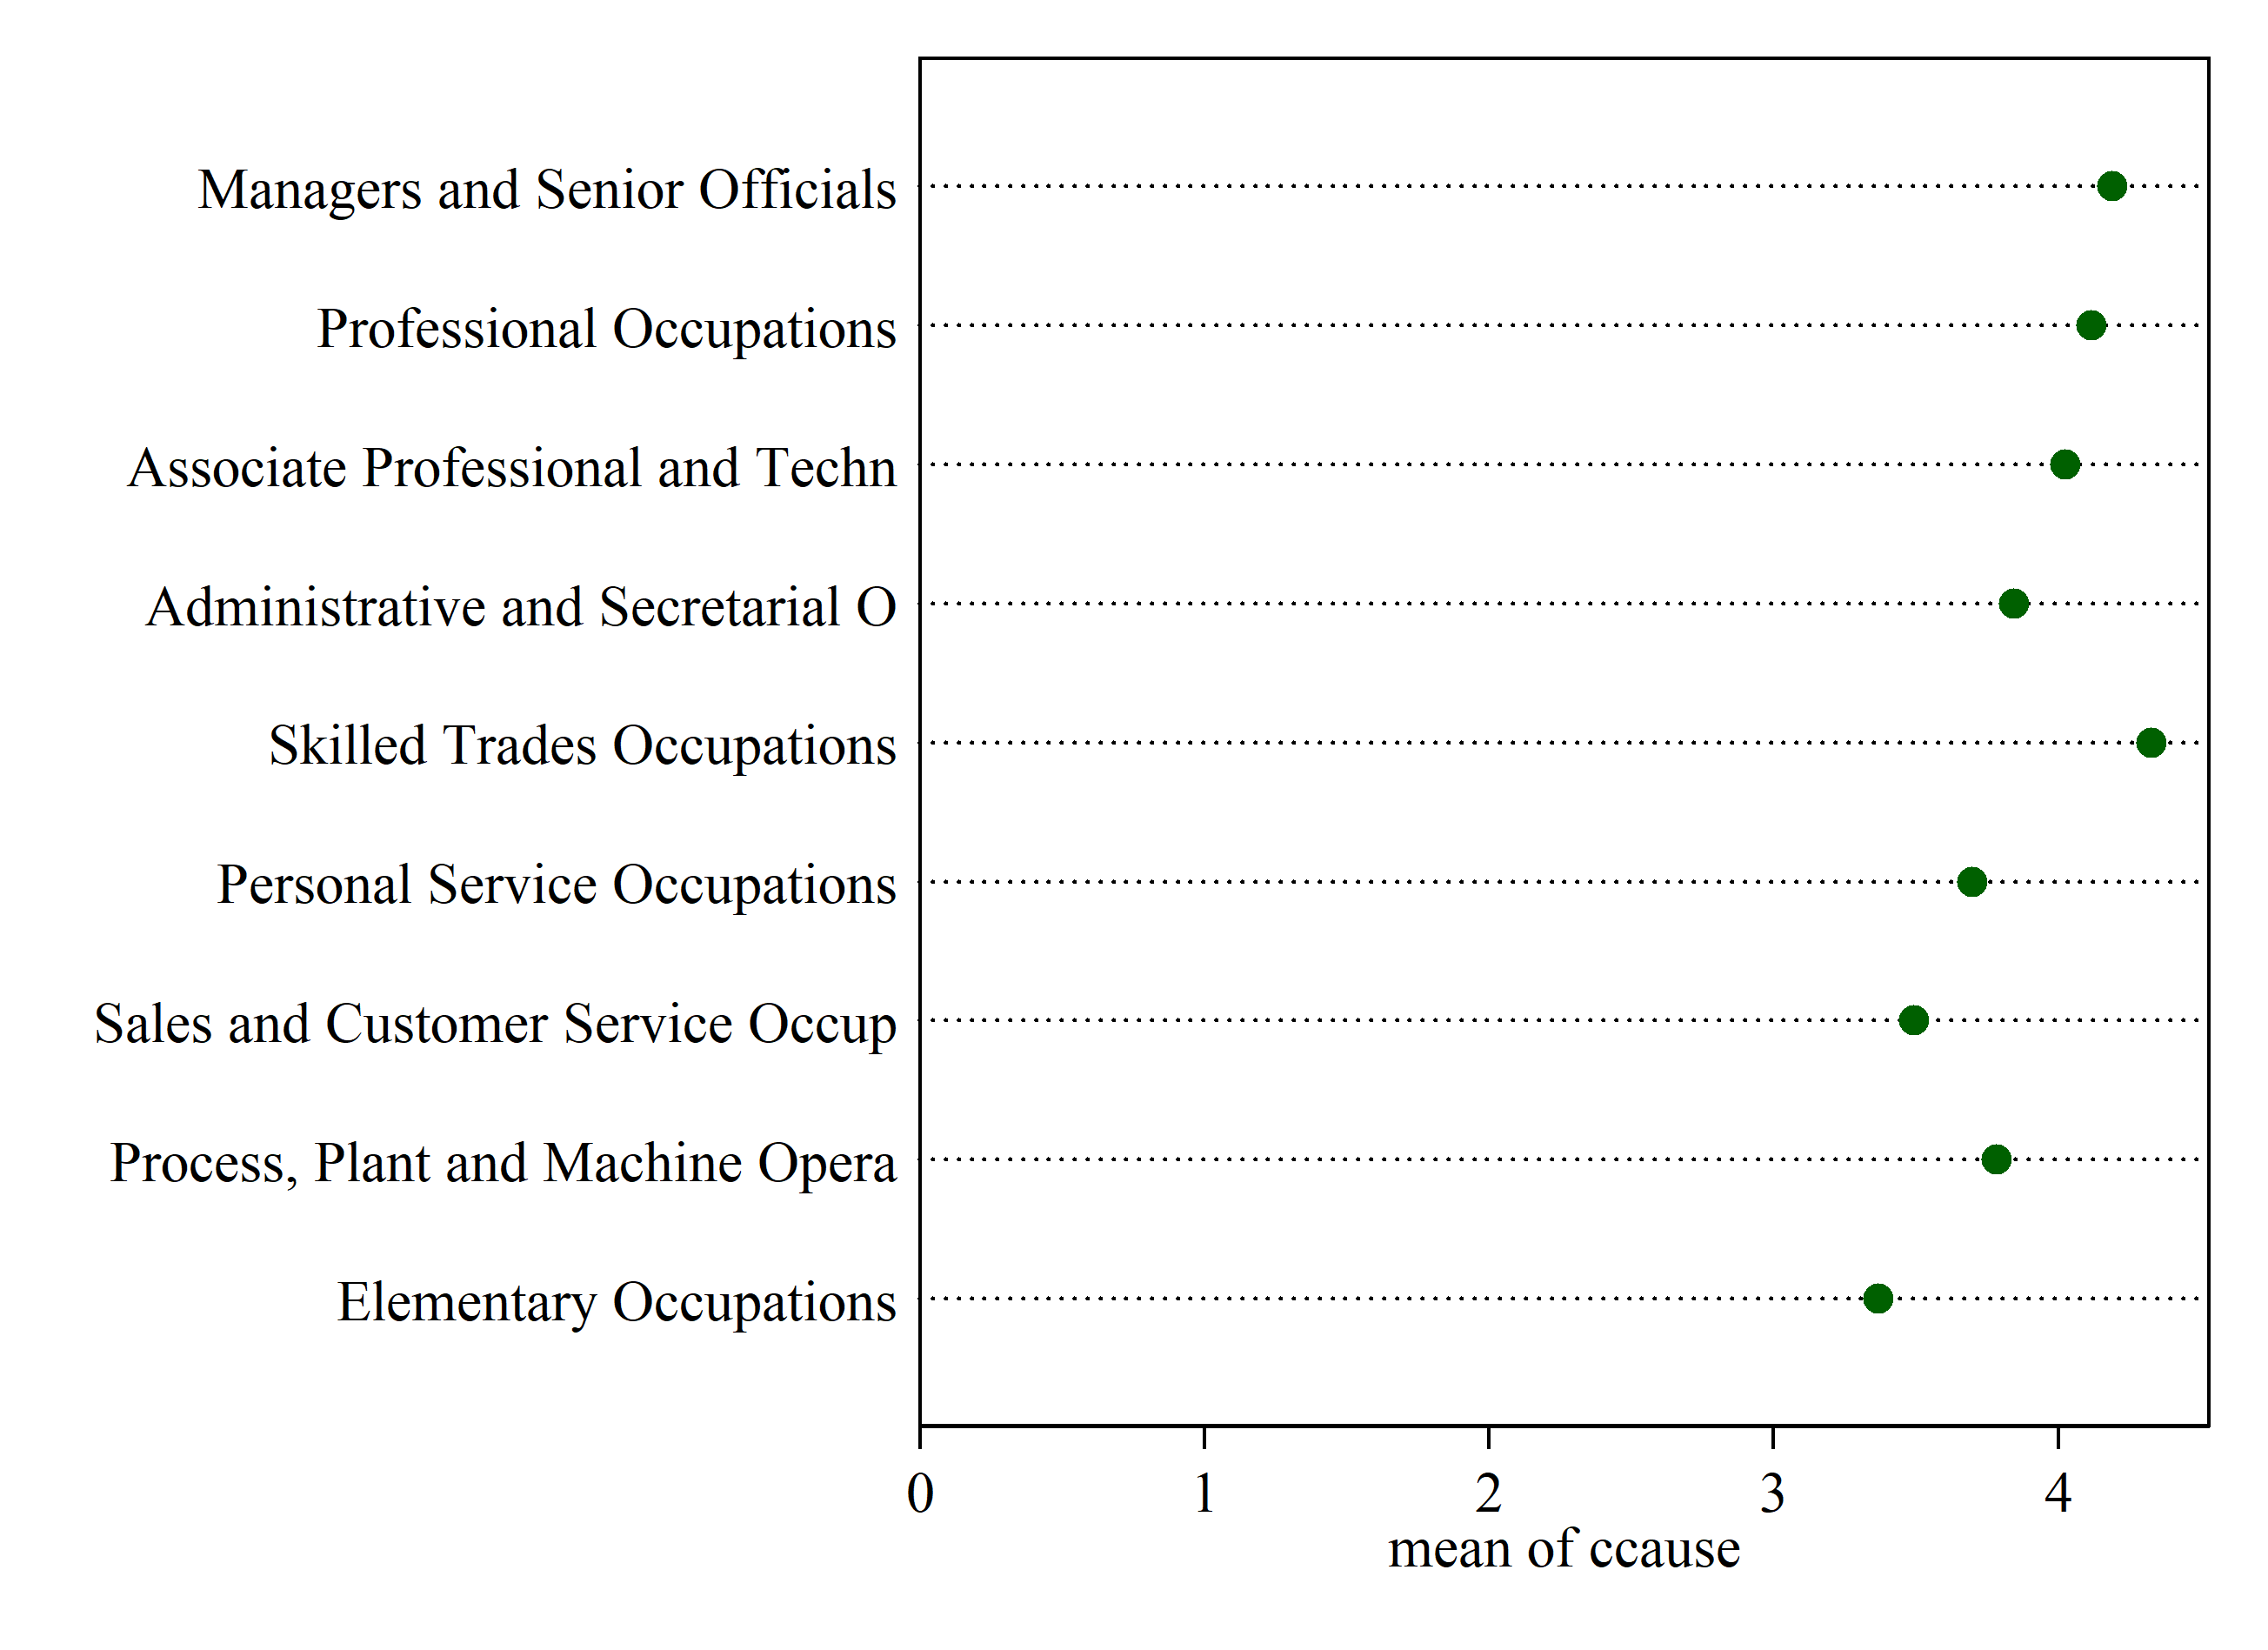 Managers and Senior Officials
Professional Occupations
Associate Professional and Techn
Administrative and Secretarial O
Skilled Trades Occupations
Personal Service Occupations
Sales and Customer Service Occup
Process, Plant and Machine Opera
Elementary Occupations
0 1 2 3 4
mean of ccause